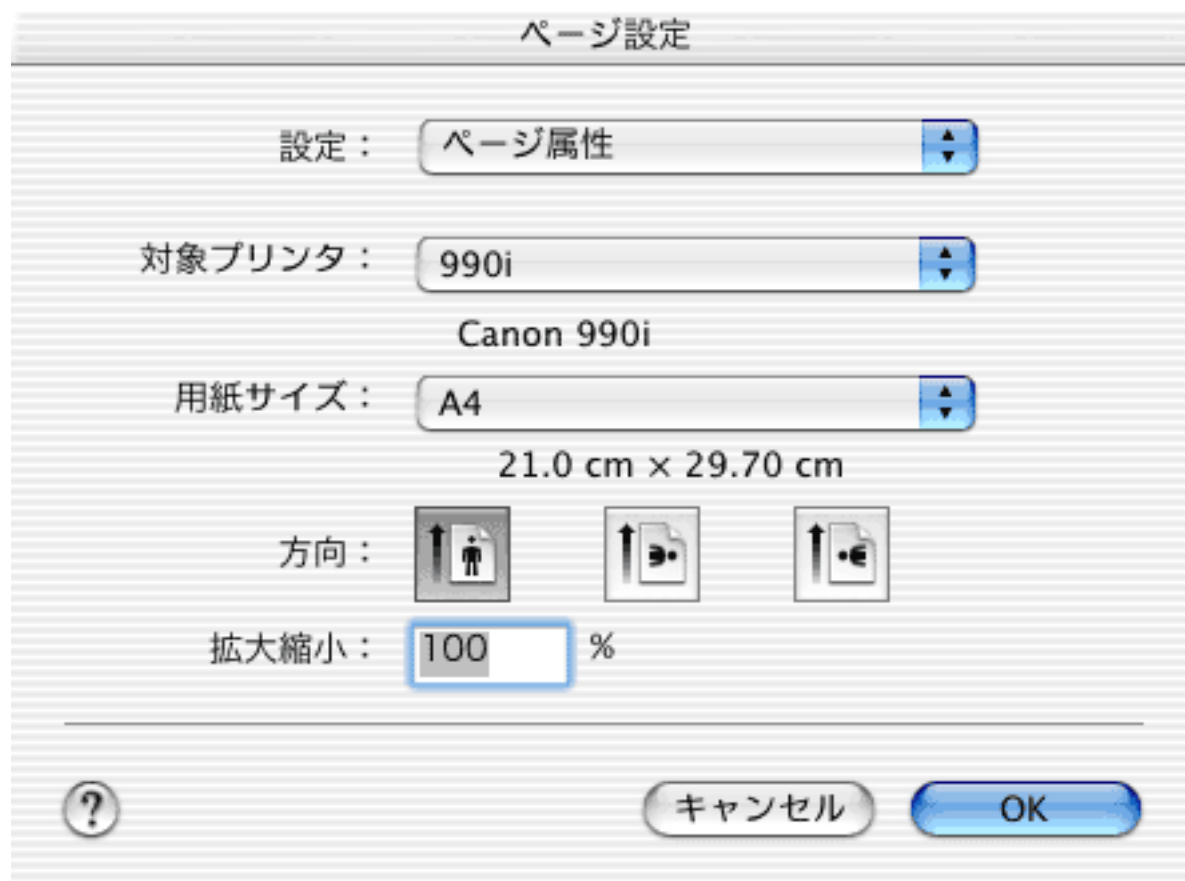 ページ設定
設定： ページ属性
対象プリンタ： 990i
Canon 990i
用紙サイズ： A4
21.0 cm × 29.70 cm
方向：
拡大縮小： 100 %
? キャンセル OK